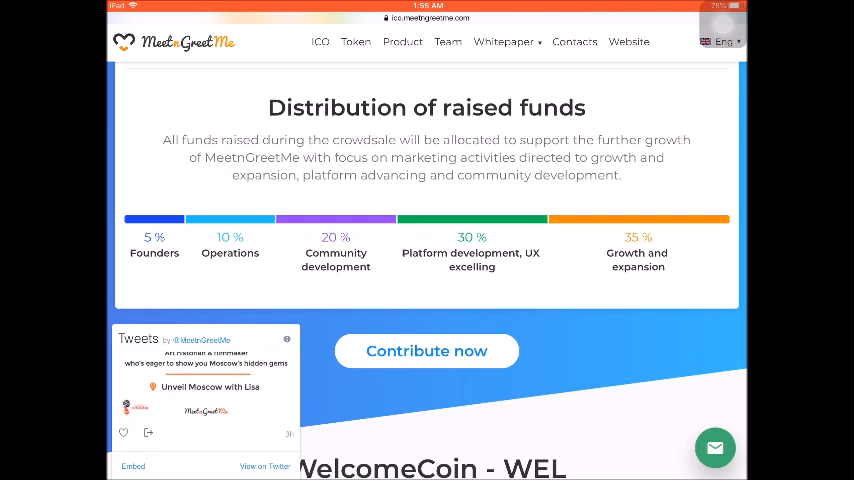 iPad
1:55 AM
75%
ico.meetngreetme.com
MeetnGreetMe
ICO Token Product Team Whitepaper Contacts Website
Eng
Distribution of raised funds
All funds raised during the crowdsale will be allocated to support the further growth
of MeetnGreetMe with focus on marketing activities directed to growth and
expansion, platform advancing and community development.
5 % 10 % 20 % 30 % 35 %
Founders Operations Community Platform development, UX Growth and
development excelling expansion
Tweets by @MeetnGreetMe
Art historian & filmmaker
who's eager to show you Moscow's hidden gems
Unveil Moscow with Lisa
MeetnGreetMe
3h
Embed View on Twitter
Contribute now
WelcomeCoin - WEL